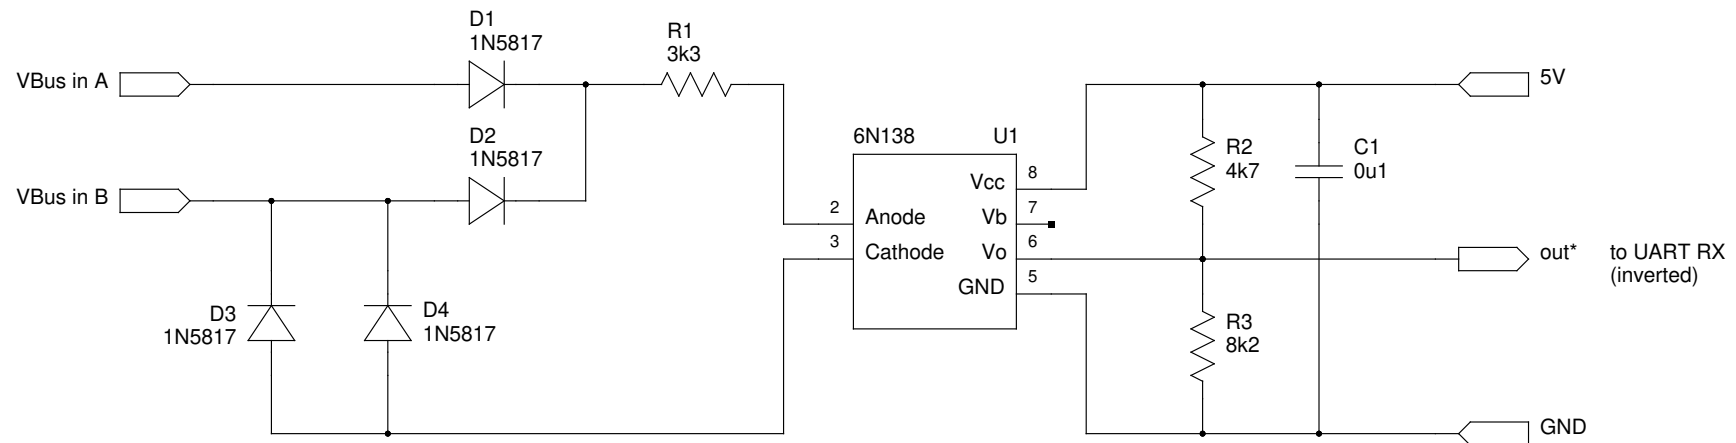 D1
1N5817
R1
3k3
VBus in A
5V
D2
1N5817
6N138
U1
R2
4k7
C1
0u1
VBus in B
8
Vcc
2
Anode
7
Vb
3
Cathode
6
Vo
out*
to UART RX
(inverted)
5
GND
D3
1N5817
D4
1N5817
R3
8k2
GND